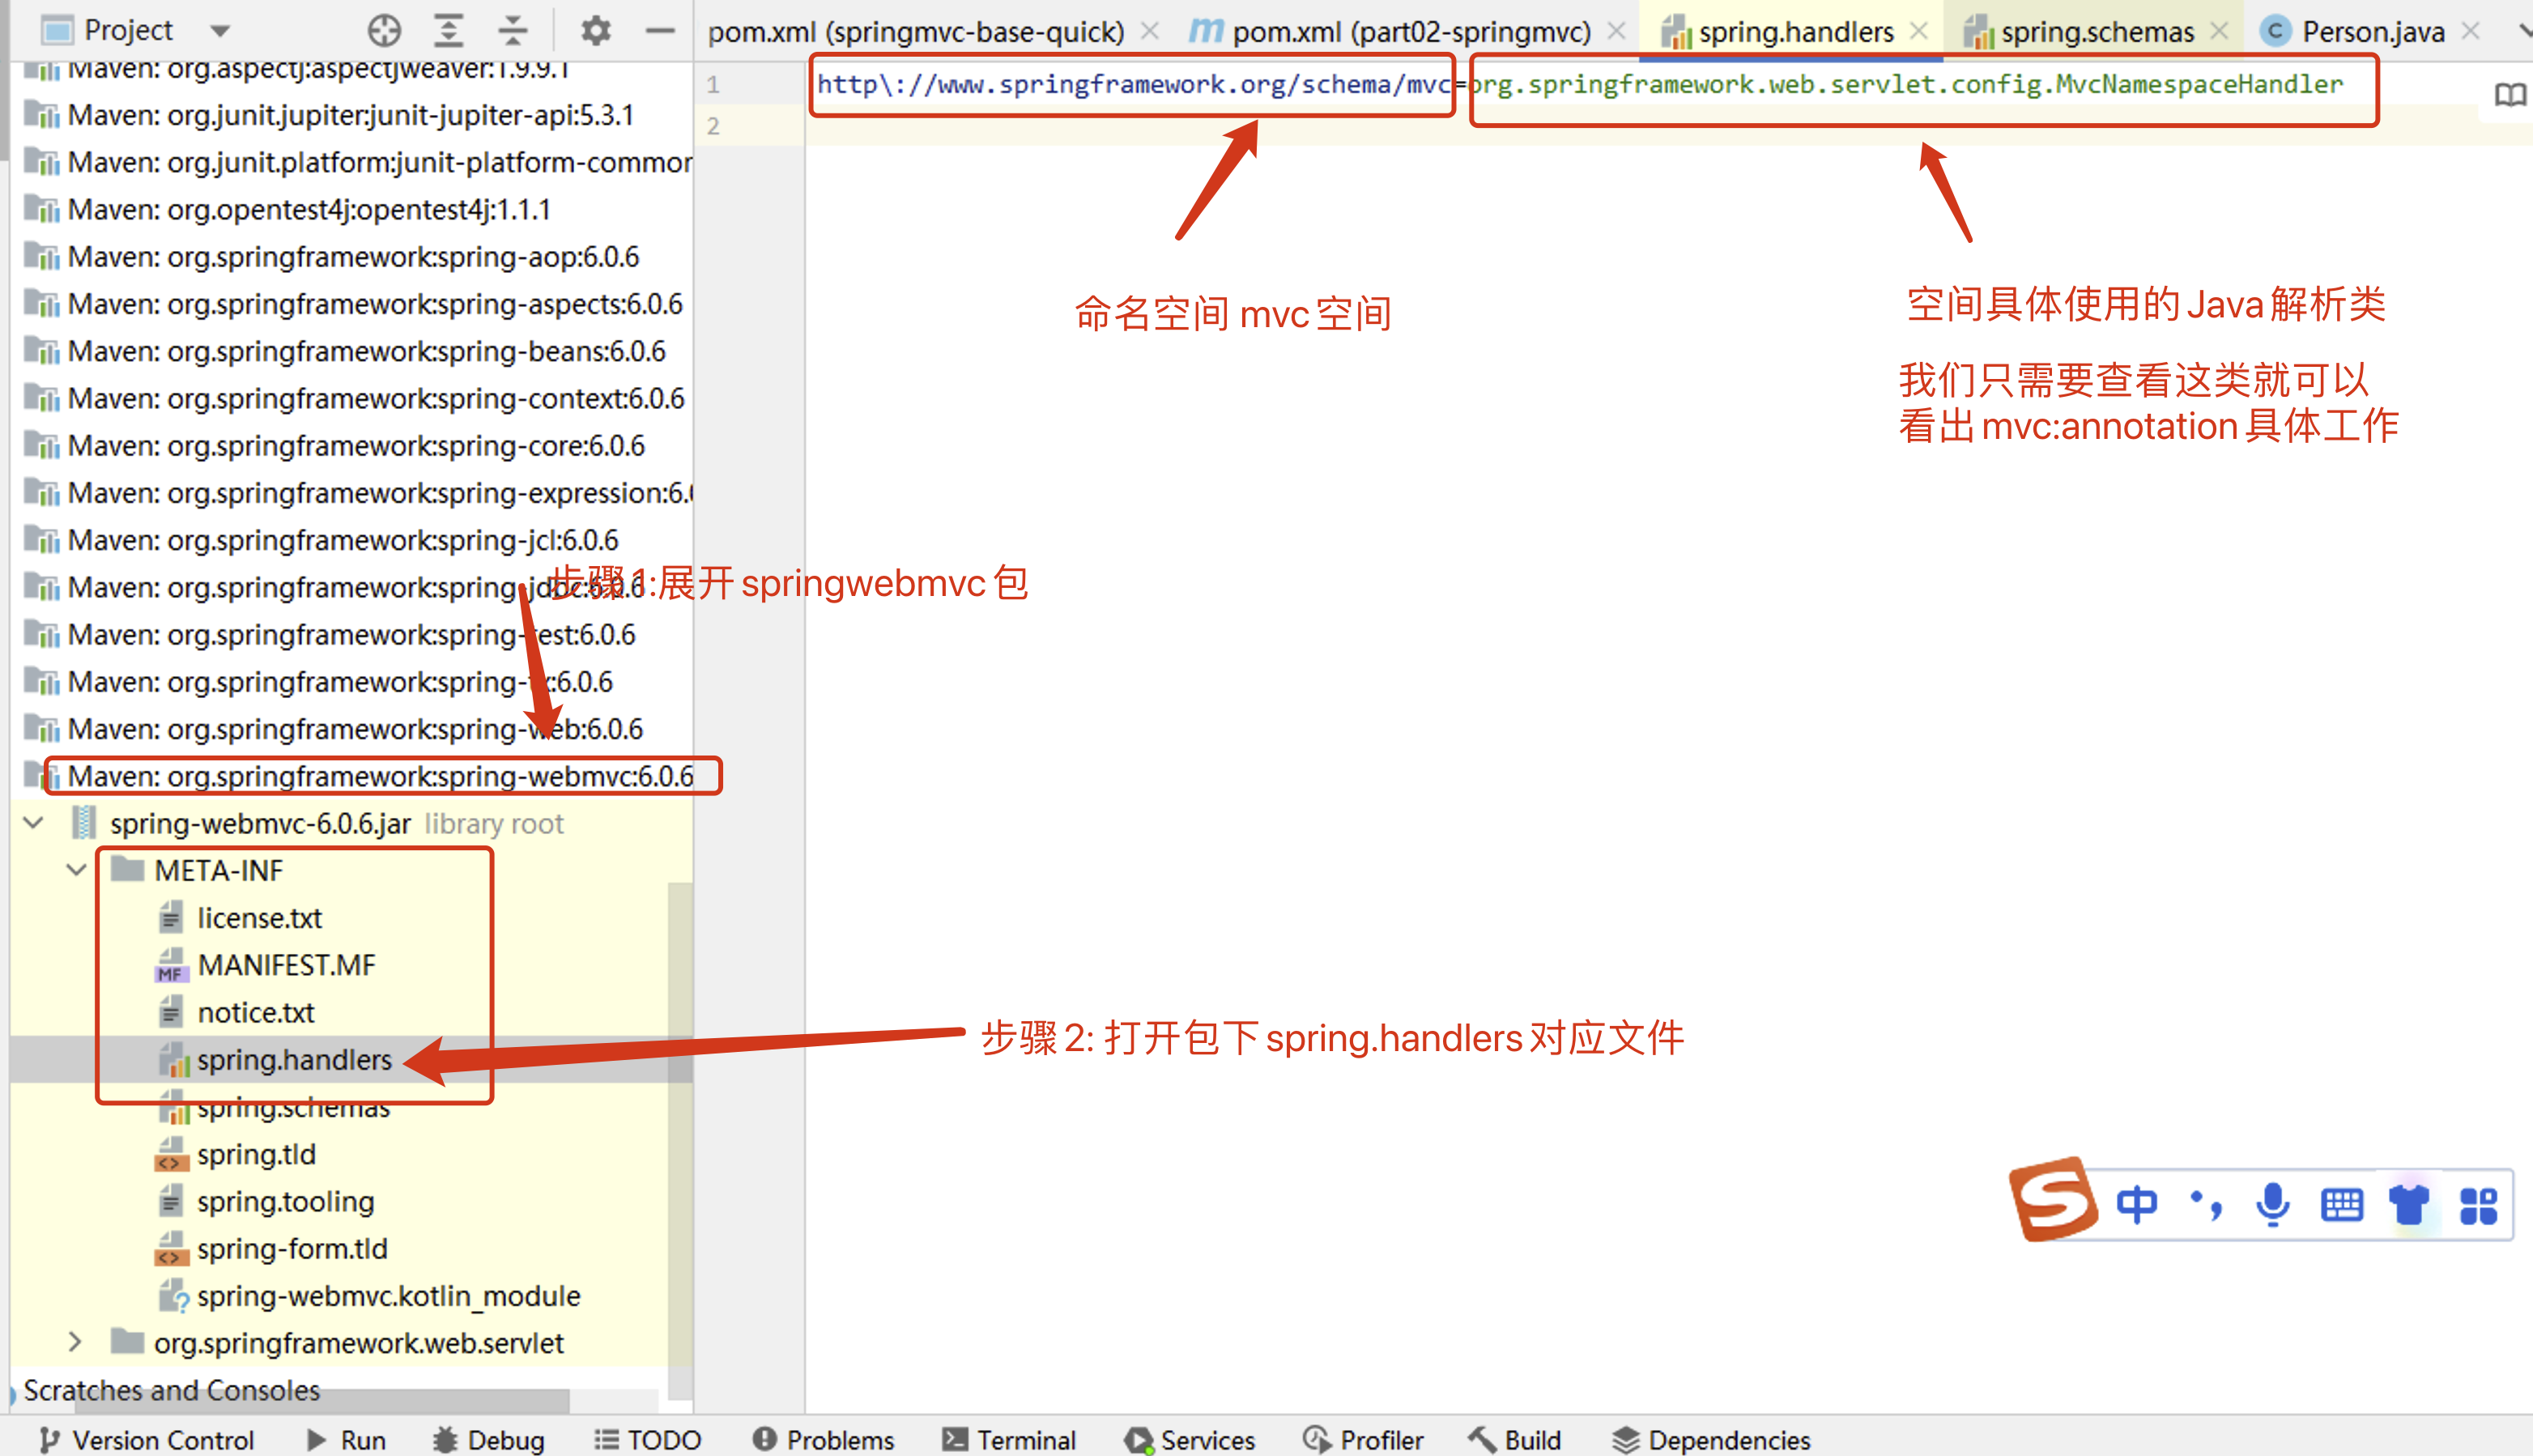 Project
pom.xml (springmvc-base-quick)
m pom.xml (part02-springmvc)
spring.handlers
spring.schemas
C Person.java
Maven: org.aspectj:aspectjweaver:1.9.9.1
Maven: org.junit.jupiter:junit-jupiter-api:5.3.1
Maven: org.junit.platform:junit-platform-commor
Maven: org.opentest4j:opentest4j:1.1.1
Maven: org.springframework:spring-aop:6.0.6
Maven: org.springframework:spring-aspects:6.0.6
Maven: org.springframework:spring-beans:6.0.6
Maven: org.springframework:spring-context:6.0.6
Maven: org.springframework:spring-core:6.0.6
Maven: org.springframework:spring-expression:6.
Maven: org.springframework:spring-jcl:6.0.6
Maven: org.springframework:spring-jdbc:6.0.6
Maven: org.springframework:spring-test:6.0.6
Maven: org.springframework:spring-tx:6.0.6
Maven: org.springframework:spring-web:6.0.6
Maven: org.springframework:spring-webmvc:6.0.6
spring-webmvc-6.0.6.jar library root
META-INF
license.txt
MF MANIFEST.MF
notice.txt
spring.handlers
spring.schemas
spring.tld
spring.tooling
spring-form.tld
spring-webmvc.kotlin_module
org.springframework.web.servlet
Scratches and Consoles
1 http\://www.springframework.org/schema/mvc=org.springframework.web.servlet.config.MvcNamespaceHandler
2
命名空间 mvc空间
空间具体使用的Java解析类
我们只需要查看这类就可以
看出mvc:annotation具体工作
步骤1:展开springwebmvc包
步骤2: 打开包下spring.handlers对应文件
S 中 •,
Version Control
Run
Debug
TODO
Problems
Terminal
Services
Profiler
Build
Dependencies